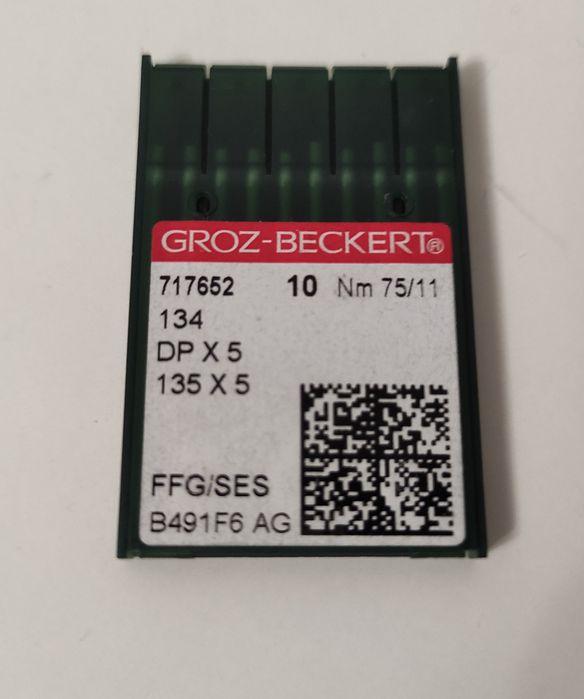 GROZ-BECKERT®
717652 10 Nm 75/11
134
DP X 5
135 X 5
FFG/SES
B491F6 AG